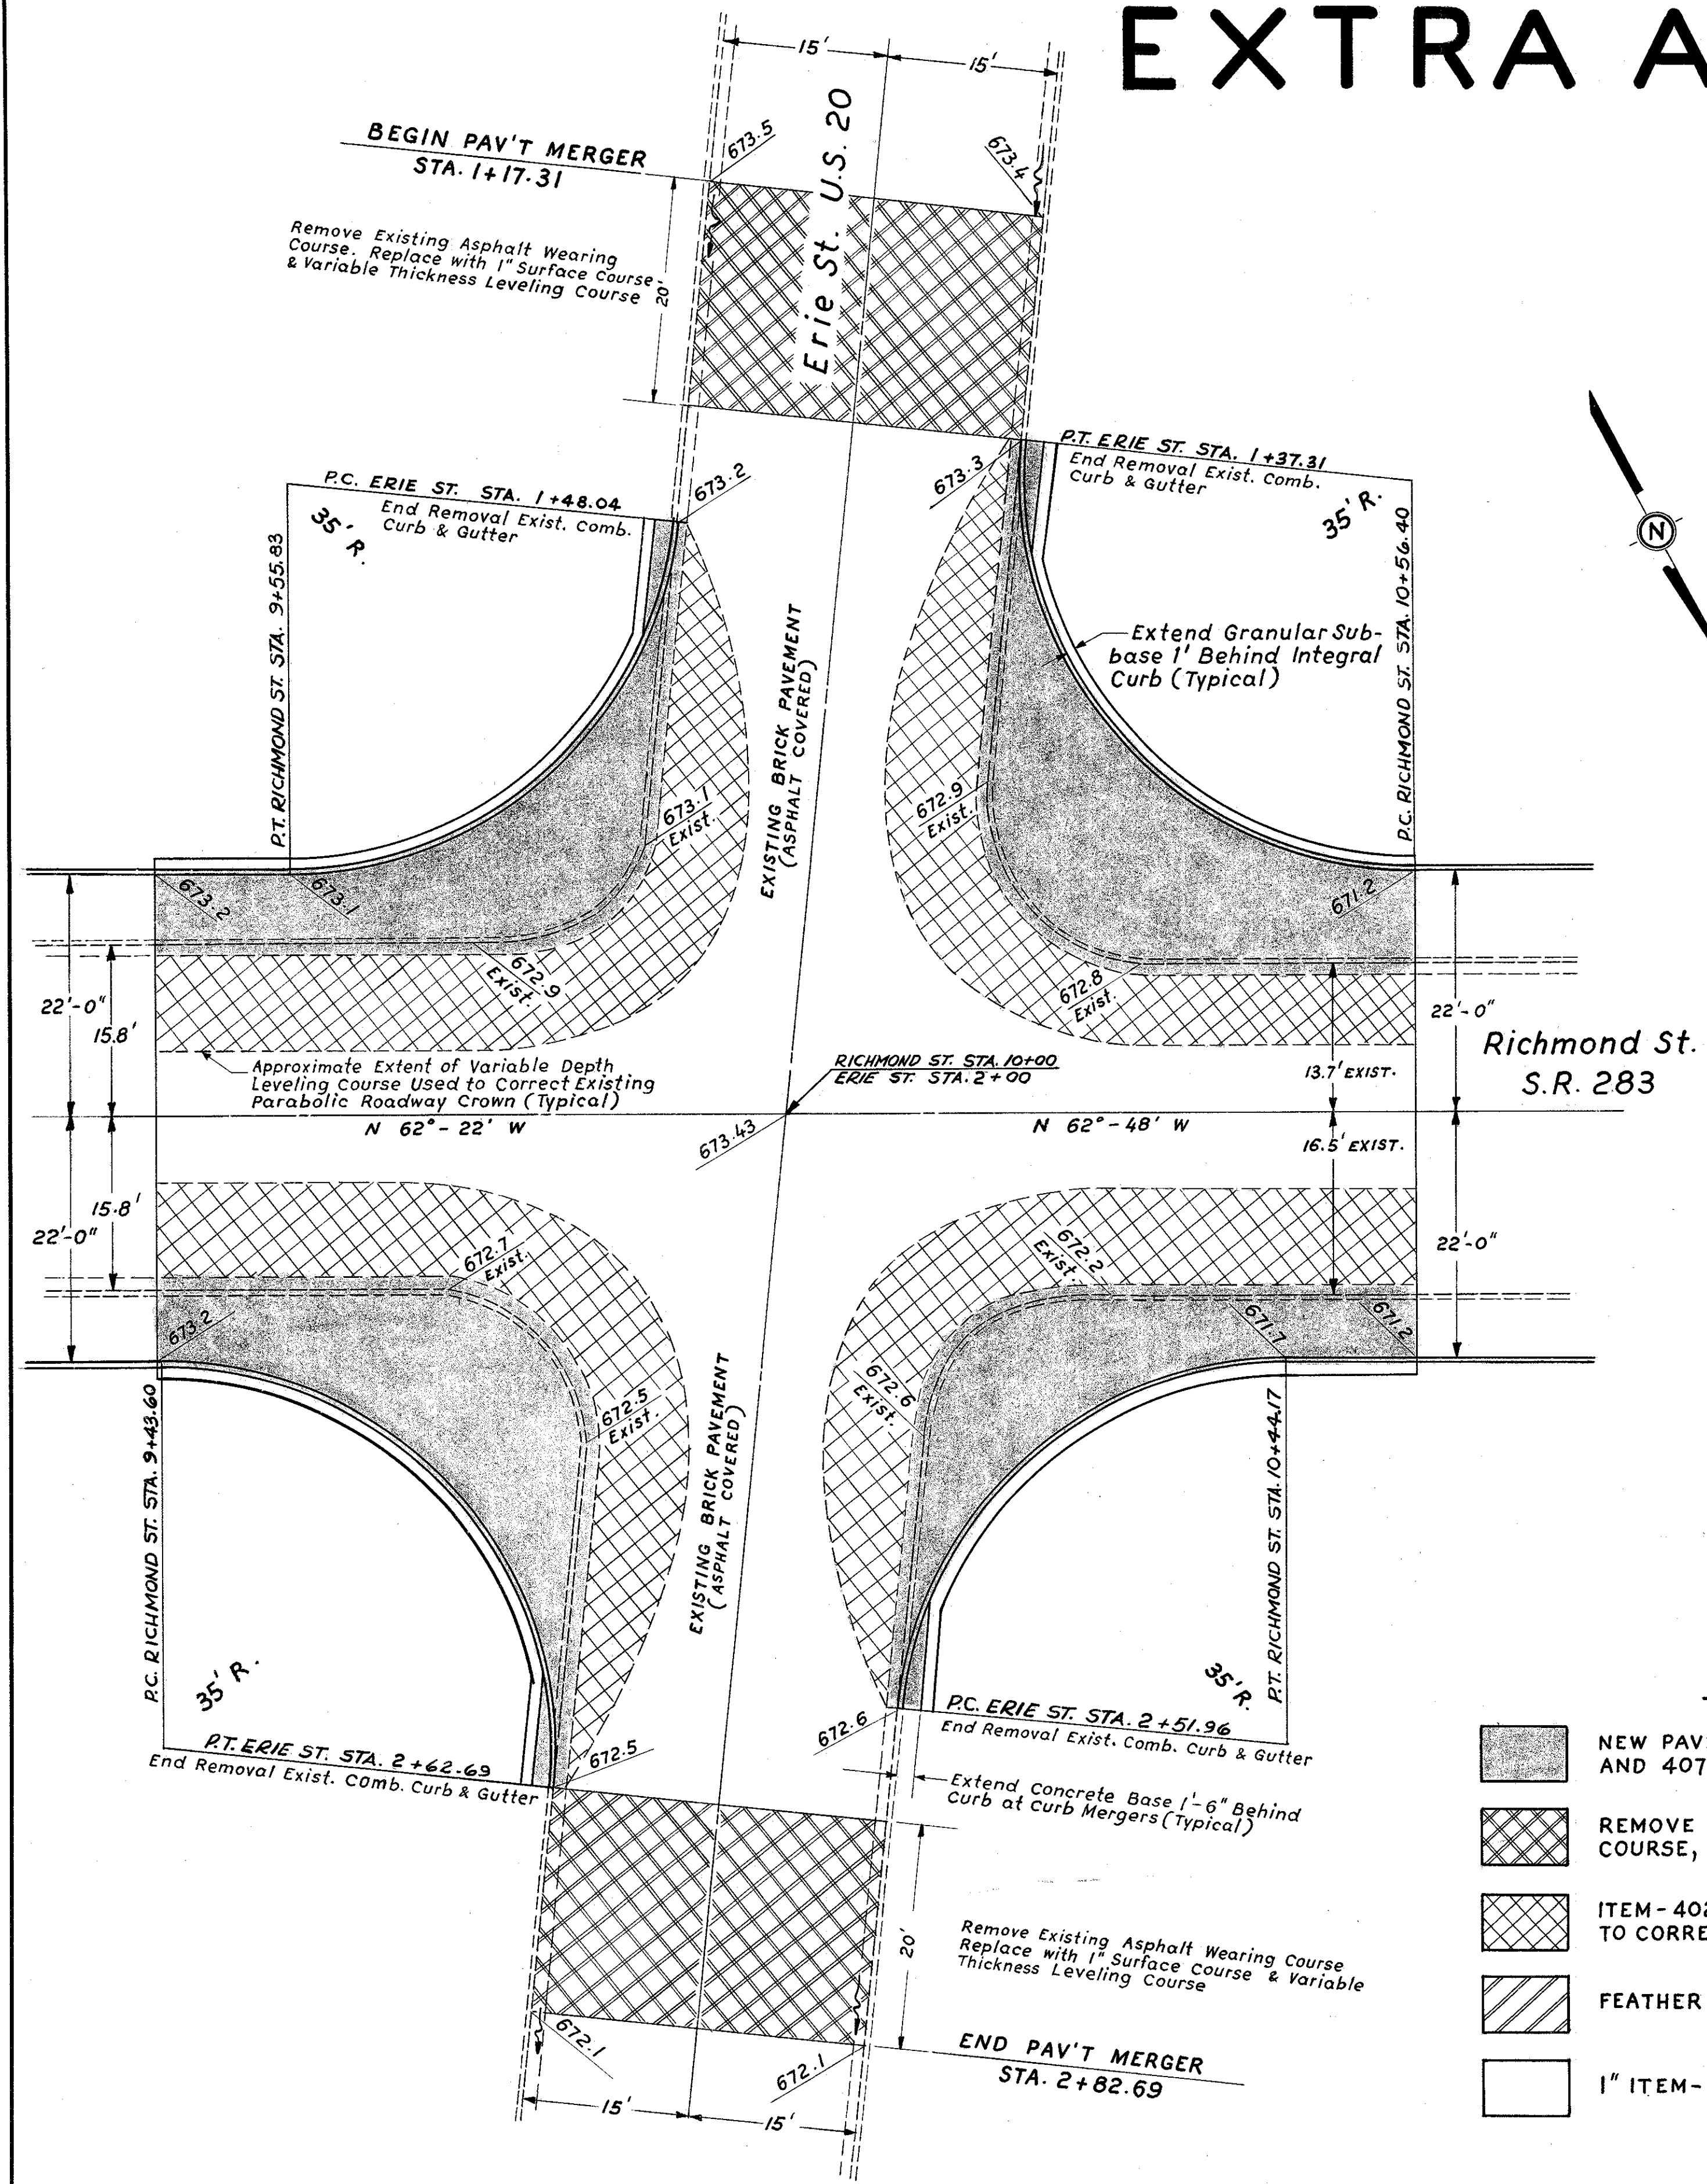 EXTRA A
15'
15'
BEGIN PAV'T MERGER
STA. 1+17.31
673.5
673.4
Erie St. U.S. 20
Remove Existing Asphalt Wearing
Course. Replace with 1" Surface Course
& Variable Thickness Leveling Course
20'
P.T. ERIE ST. STA. 1+37.31
End Removal Exist. Comb.
Curb & Gutter
673.3
P.C. ERIE ST. STA. 1+48.04
End Removal Exist. Comb.
Curb & Gutter
673.2
35' R.
35' R.
N
P.T. RICHMOND ST. STA. 9+55.83
P.C. RICHMOND ST. STA. 10+56.40
Extend Granular Sub-
base 1' Behind Integral
Curb (Typical)
EXISTING BRICK PAVEMENT
(ASPHALT COVERED)
673.1
Exist.
672.9
Exist.
673.2
673.1
671.2
672.9
Exist.
672.8
Exist.
22'-0"
15.8'
22'-0"
Richmond St.
S.R. 283
13.7' EXIST.
Approximate Extent of Variable Depth
Leveling Course Used to Correct Existing
Parabolic Roadway Crown (Typical)
RICHMOND ST. STA. 10+00
ERIE ST. STA. 2+00
N 62°-22' W
N 62°-48' W
673.43
16.5' EXIST.
15.8'
22'-0"
22'-0"
672.7
Exist.
672.2
Exist.
673.2
671.7
671.2
672.5
Exist.
672.6
Exist.
EXISTING BRICK PAVEMENT
(ASPHALT COVERED)
P.C. RICHMOND ST. STA. 9+43.60
P.T. RICHMOND ST. STA. 10+44.17
35' R.
35' R.
P.C. ERIE ST. STA. 2+51.96
End Removal Exist. Comb. Curb & Gutter
672.6
P.T. ERIE ST. STA. 2+62.69
End Removal Exist. Comb. Curb & Gutter
672.5
Extend Concrete Base 1'-6" Behind
Curb at Curb Mergers (Typical)
20'
Remove Existing Asphalt Wearing Course
Replace with 1" Surface Course & Variable
Thickness Leveling Course
672.1
672.1
END PAV'T MERGER
STA. 2+82.69
15'
15'
NEW PAV
AND 407
REMOVE
COURSE,
ITEM-402
TO CORRE
FEATHER
1" ITEM-